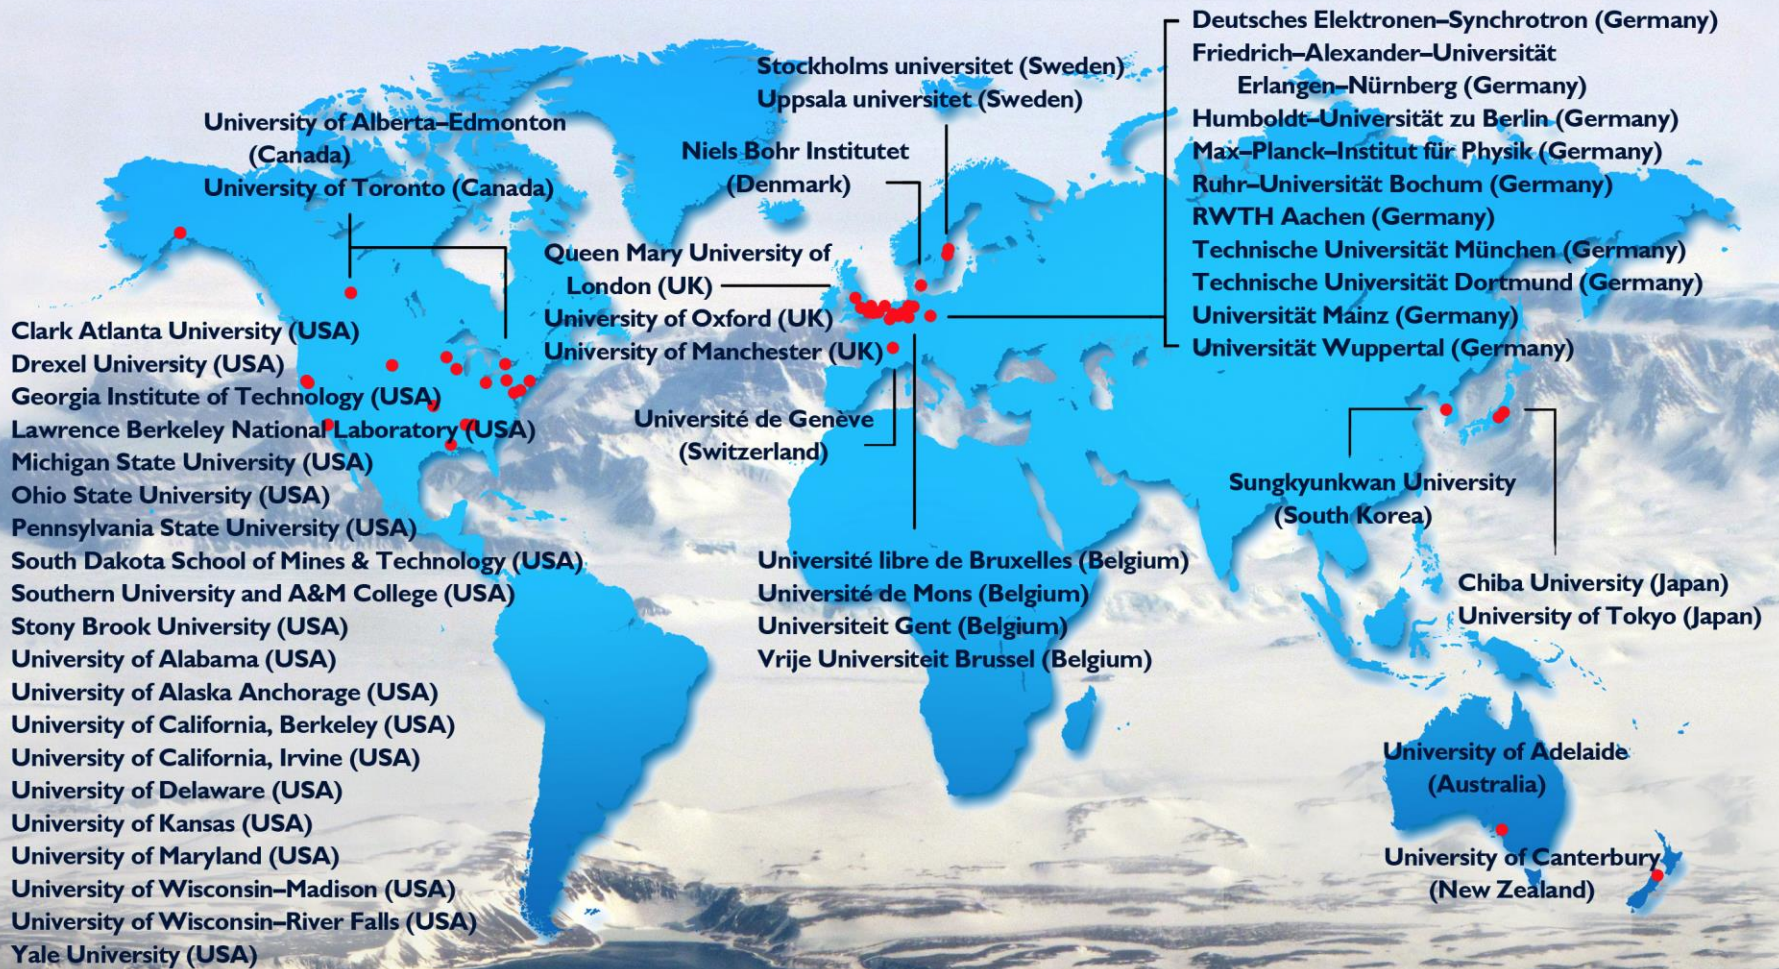 University of Alberta–Edmonton
(Canada)
University of Toronto (Canada)
Clark Atlanta University (USA)
Drexel University (USA)
Georgia Institute of Technology (USA)
Lawrence Berkeley National Laboratory (USA)
Michigan State University (USA)
Ohio State University (USA)
Pennsylvania State University (USA)
South Dakota School of Mines & Technology (USA)
Southern University and A&M College (USA)
Stony Brook University (USA)
University of Alabama (USA)
University of Alaska Anchorage (USA)
University of California, Berkeley (USA)
University of California, Irvine (USA)
University of Delaware (USA)
University of Kansas (USA)
University of Maryland (USA)
University of Wisconsin–Madison (USA)
University of Wisconsin–River Falls (USA)
Yale University (USA)
Stockholms universitet (Sweden)
Uppsala universitet (Sweden)
Niels Bohr Institutet
(Denmark)
Queen Mary University of
London (UK)
University of Oxford (UK)
University of Manchester (UK)
Université de Genève
(Switzerland)
Université libre de Bruxelles (Belgium)
Université de Mons (Belgium)
Universiteit Gent (Belgium)
Vrije Universiteit Brussel (Belgium)
Deutsches Elektronen–Synchrotron (Germany)
Friedrich–Alexander–Universität
Erlangen–Nürnberg (Germany)
Humboldt–Universität zu Berlin (Germany)
Max–Planck–Institut für Physik (Germany)
Ruhr–Universität Bochum (Germany)
RWTH Aachen (Germany)
Technische Universität München (Germany)
Technische Universität Dortmund (Germany)
Universität Mainz (Germany)
Universität Wuppertal (Germany)
Sungkyunkwan University
(South Korea)
Chiba University (Japan)
University of Tokyo (Japan)
University of Adelaide
(Australia)
University of Canterbury
(New Zealand)